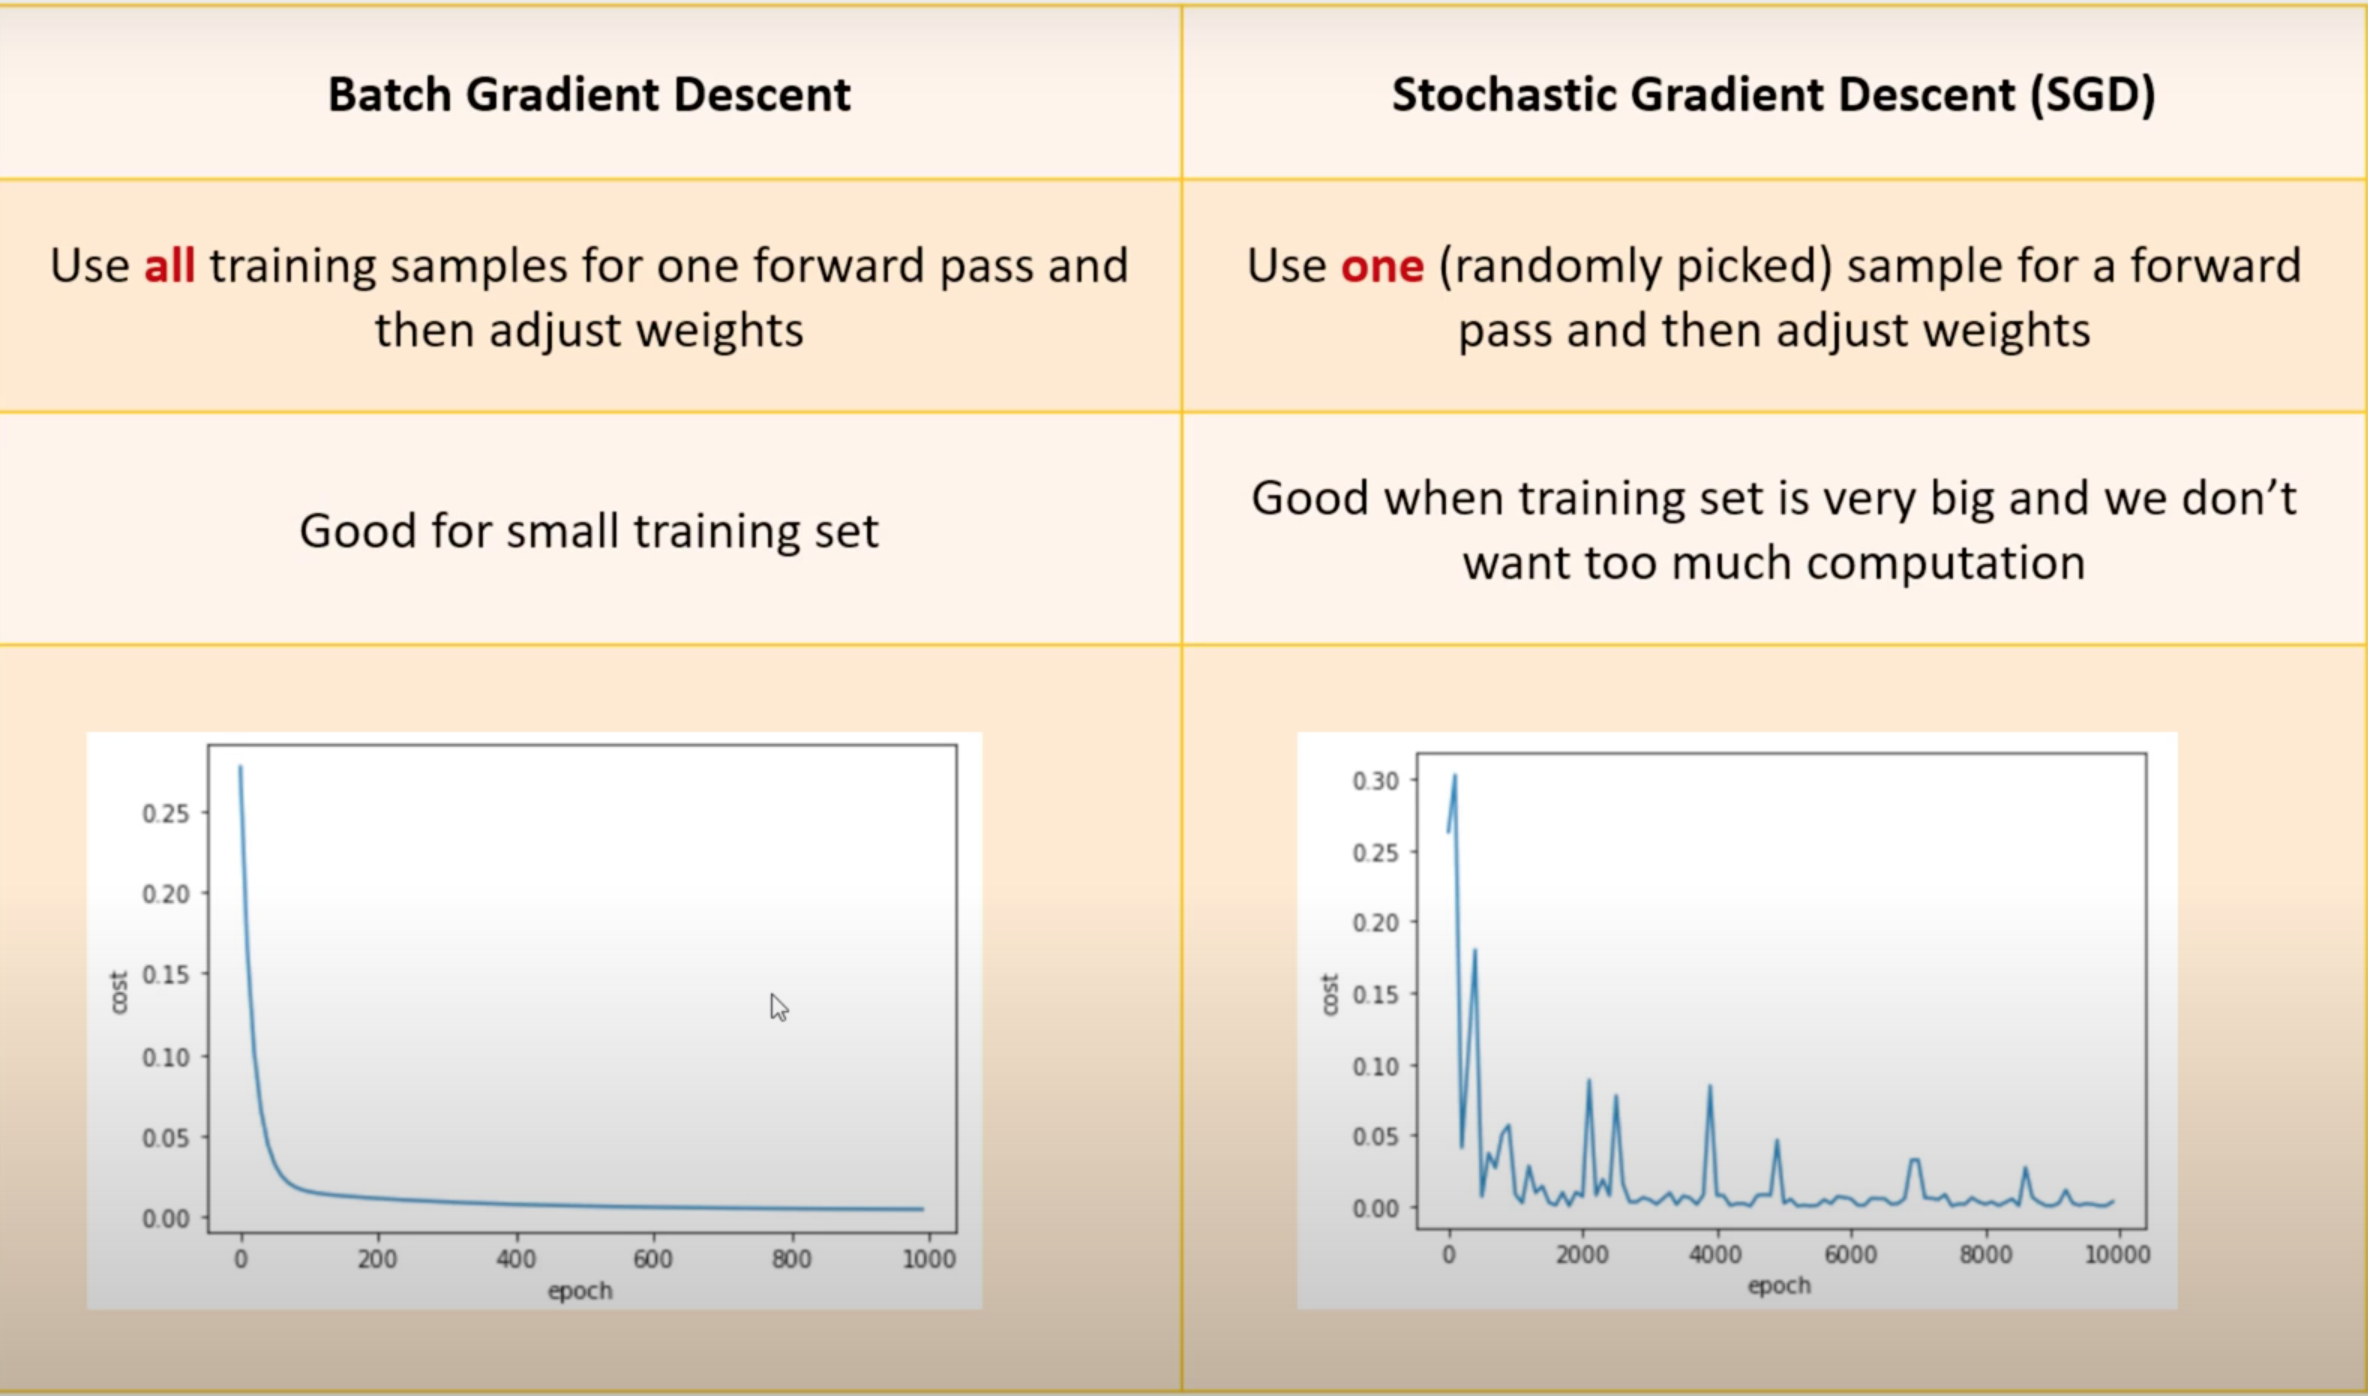 Batch Gradient Descent
Stochastic Gradient Descent (SGD)
Use all training samples for one forward pass and
then adjust weights
Use one (randomly picked) sample for a forward
pass and then adjust weights
Good for small training set
Good when training set is very big and we don’t
want too much computation
0.25
0.20
0.15
0.10
0.05
0.00
cost
0 200 400 600 800 1000
epoch
0.30
0.25
0.20
0.15
0.10
0.05
0.00
cost
0 2000 4000 6000 8000 10000
epoch